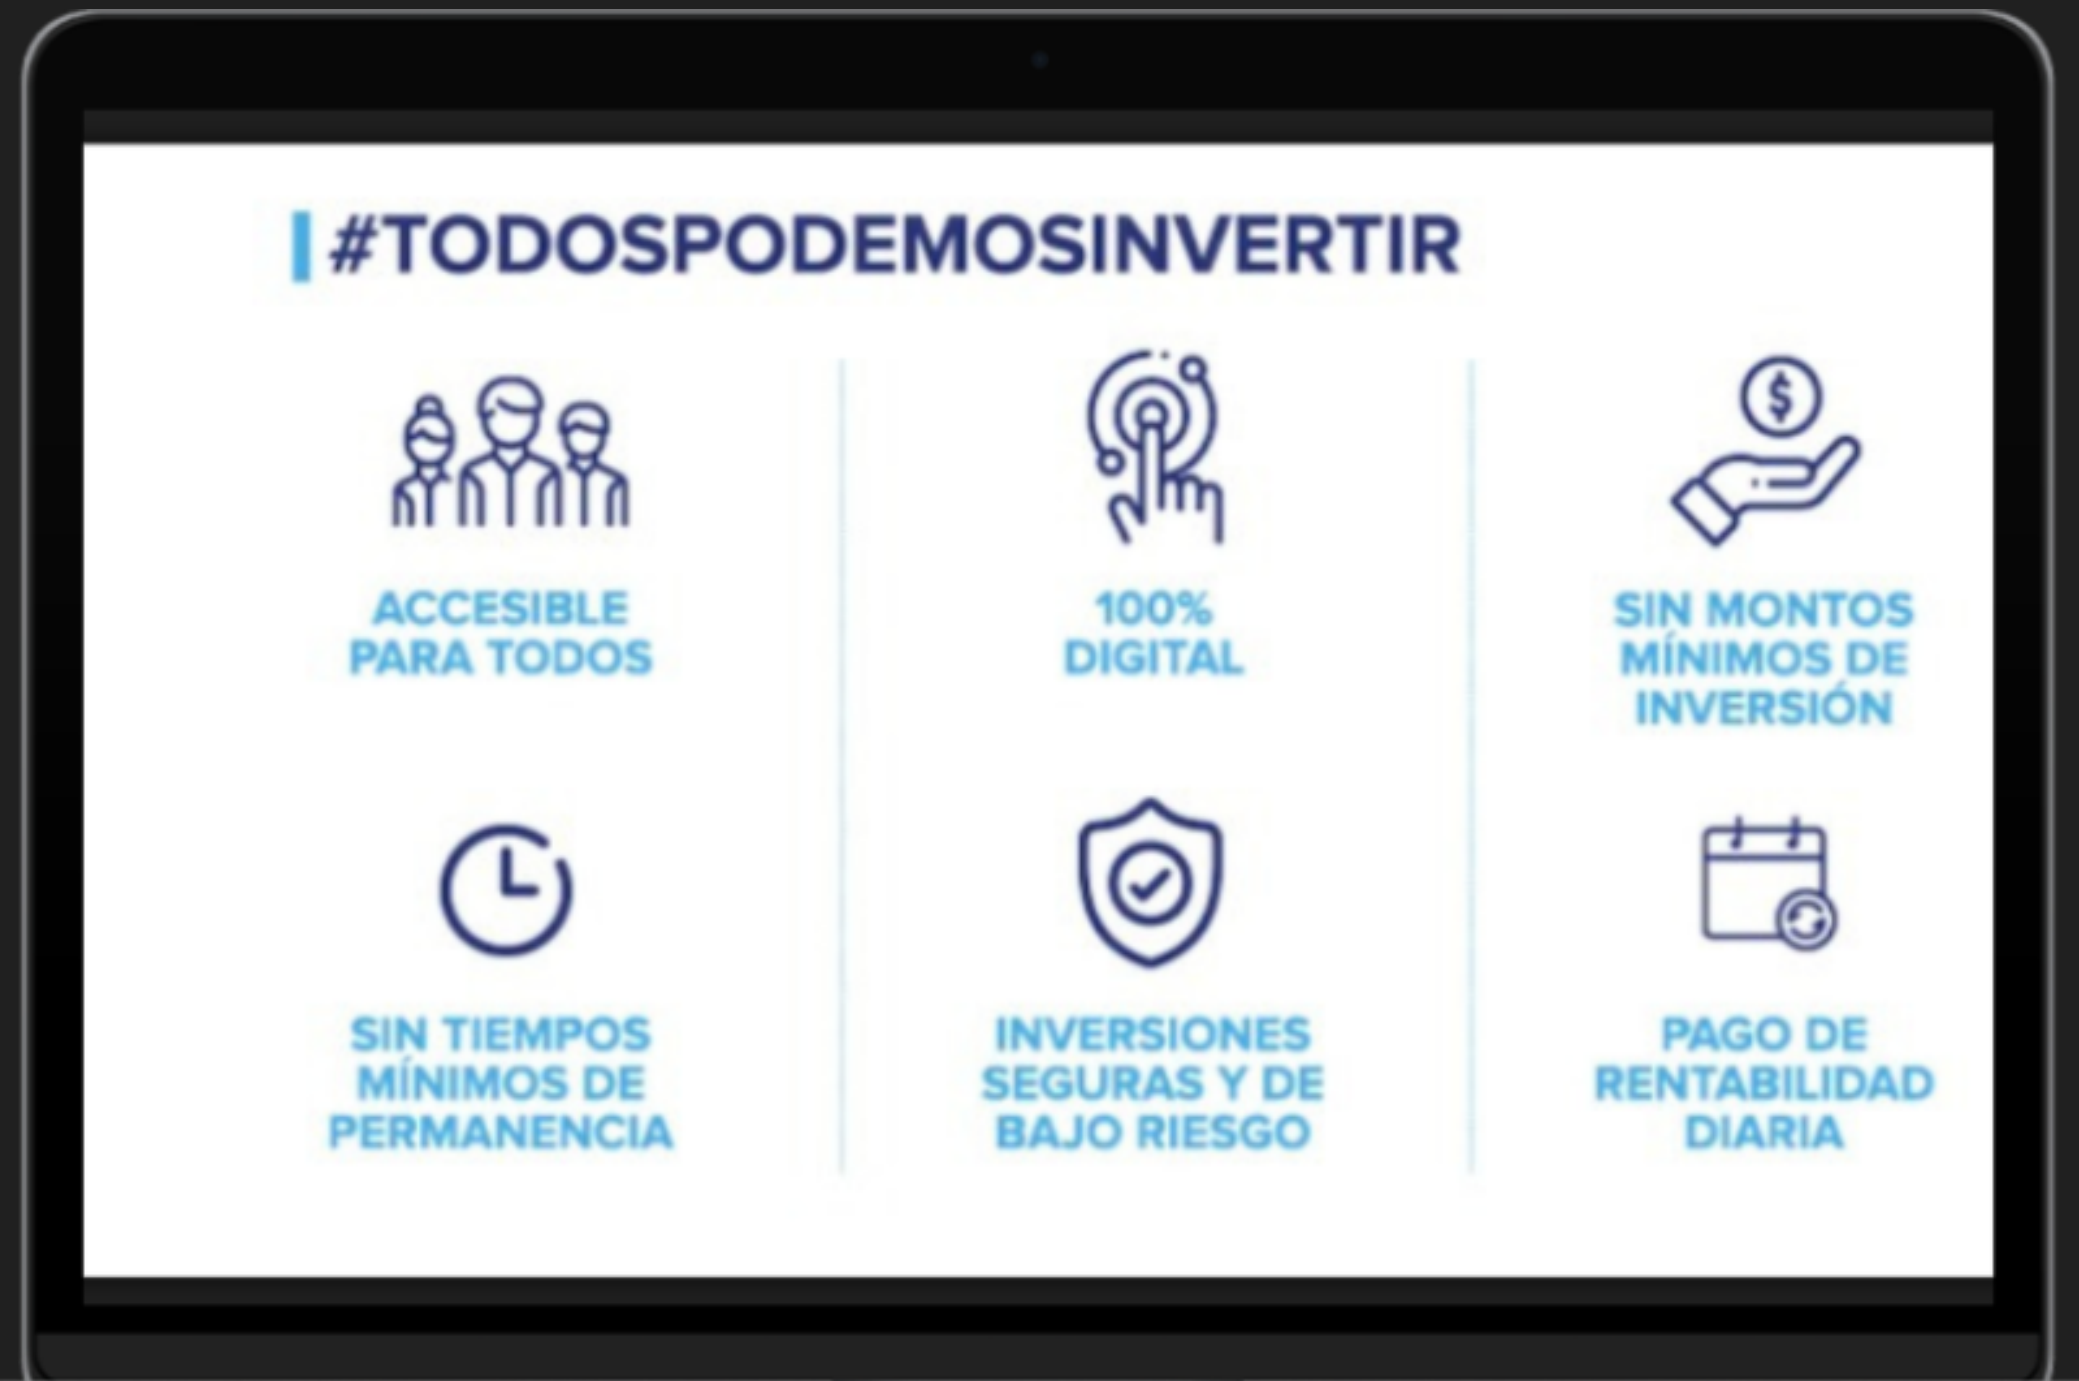 #TODOSPODEMOSINVERTIR
ACCESIBLE
PARA TODOS
100%
DIGITAL
SIN MONTOS
MÍNIMOS DE
INVERSIÓN
SIN TIEMPOS
MÍNIMOS DE
PERMANENCIA
INVERSIONES
SEGURAS Y DE
BAJO RIESGO
PAGO DE
RENTABILIDAD
DIARIA